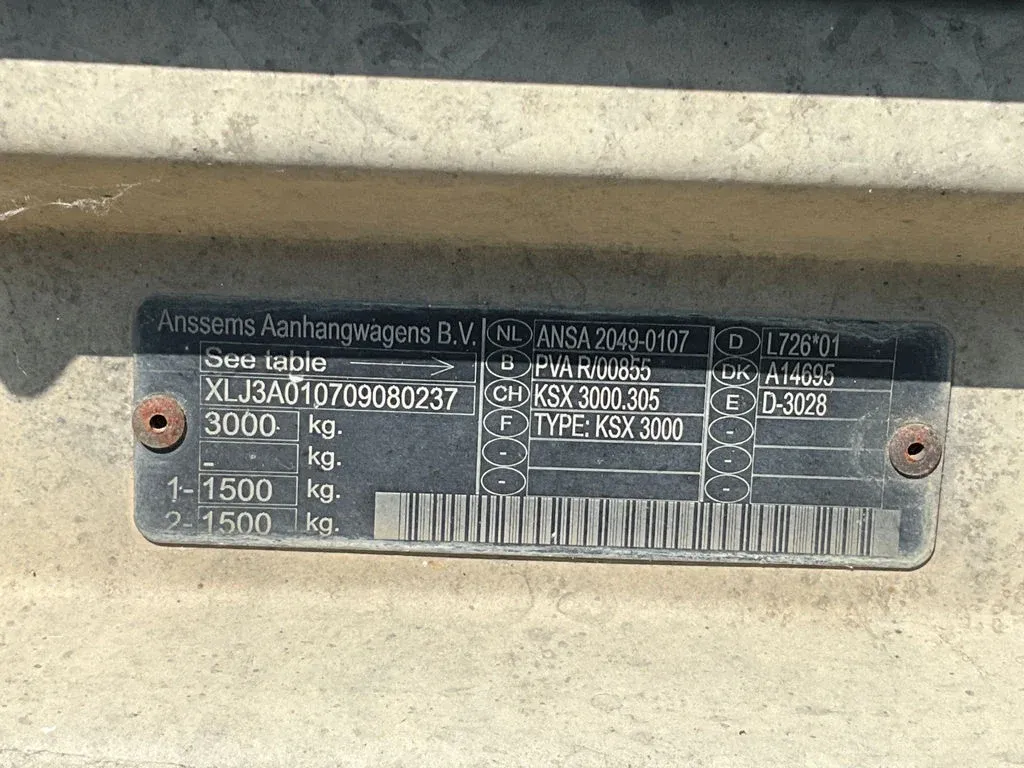 Anssems Aanhangwagens B.V.
See table
XLJ3A010709080237
3000 kg.
- kg.
1- 1500 kg.
2- 1500 kg.
NL ANSA 2049-0107
B PVA R/00855
CH KSX 3000.305
F TYPE: KSX 3000
-
-
D L726*01
DK A14695
E D-3028
-
-
-